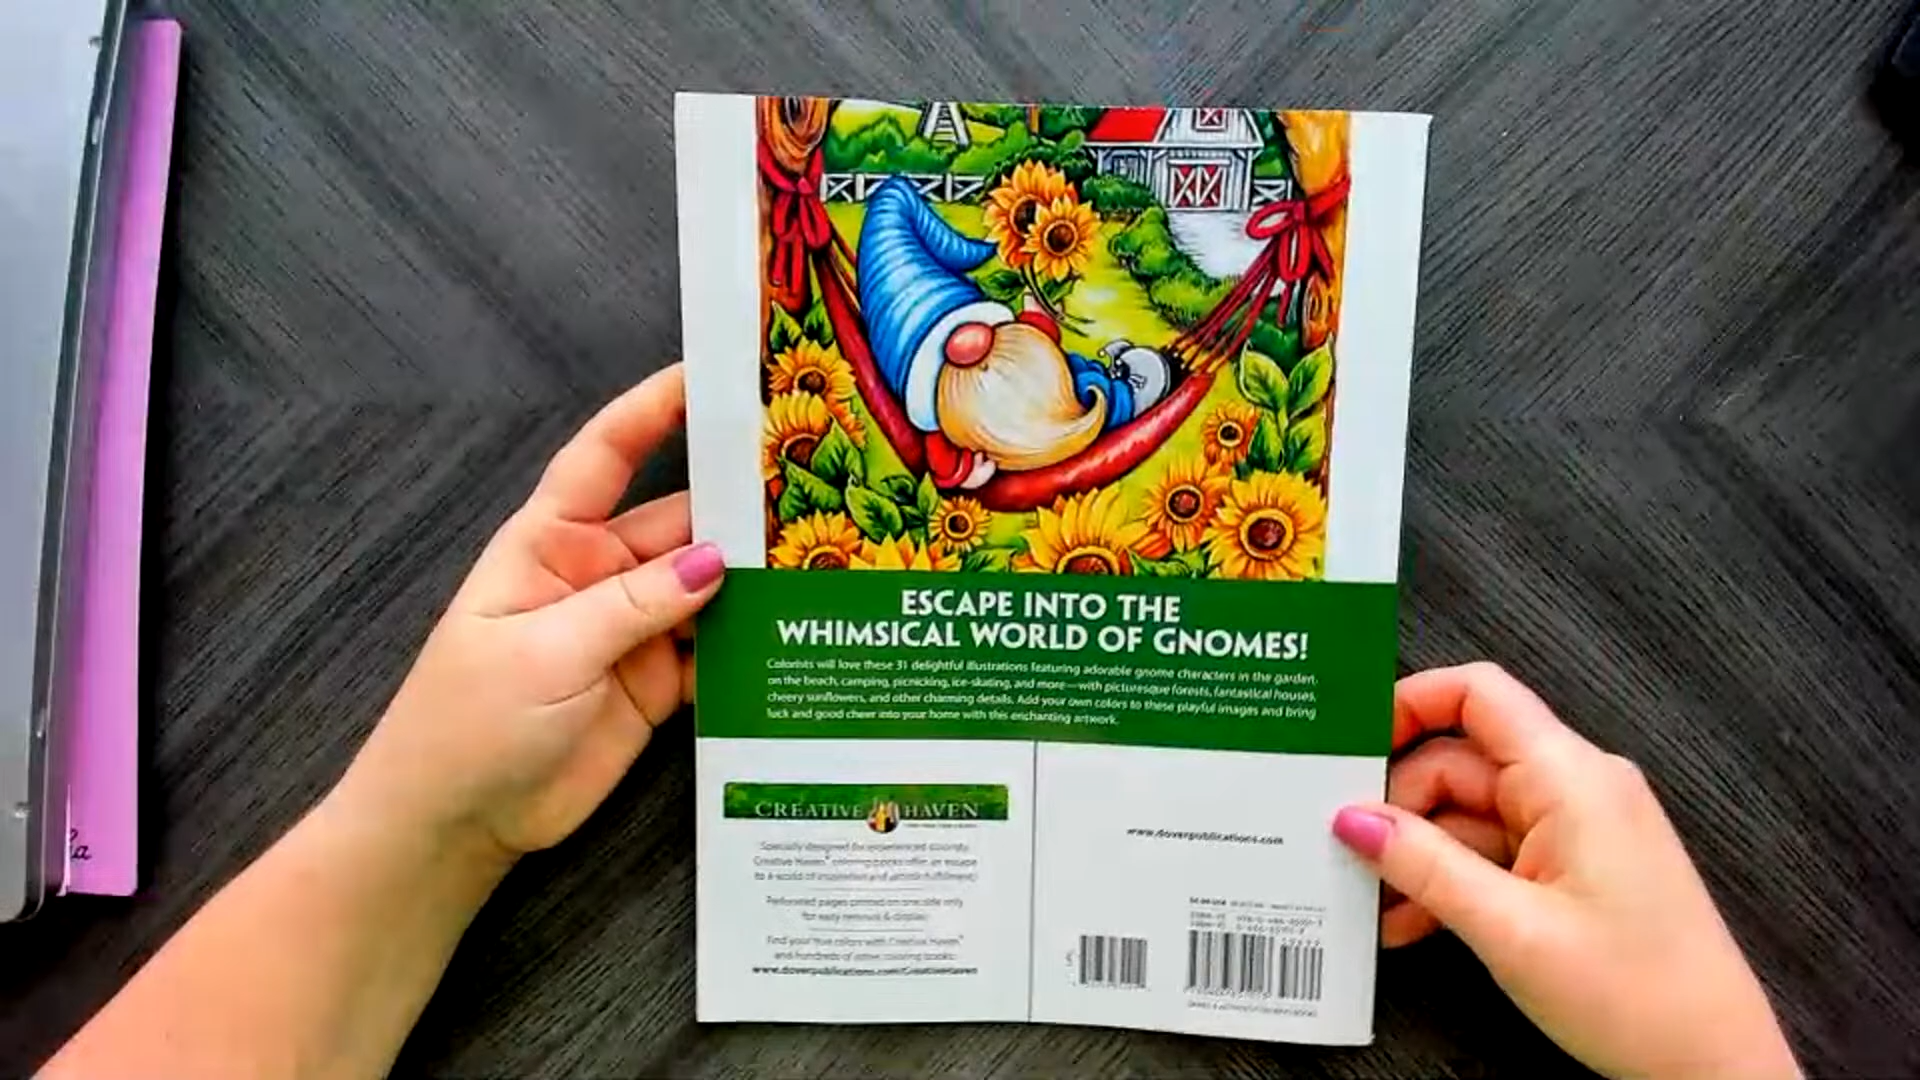 ESCAPE INTO THE
WHIMSICAL WORLD OF GNOMES!
Colorists will love these 31 delightful illustrations featuring adorable gnome characters in the garden,
on the beach, camping, picnicking, ice-skating, and more—with picturesque forests, fantastical houses,
cheery sunflowers, and other charming details. Add your own colors to these playful images and bring
luck and good cheer into your home with this enchanting artwork.
CREATIVE HAVEN
Specially designed for experienced colorists,
Creative Haven® coloring books offer an escape
to a world of inspiration and artistic fulfillment.
Perforated pages printed on one side only
for easy removal & display.
Find your true colors with Creative Haven®
and hundreds of other coloring books:
www.doverpublications.com/CreativeHaven
www.doverpublications.com